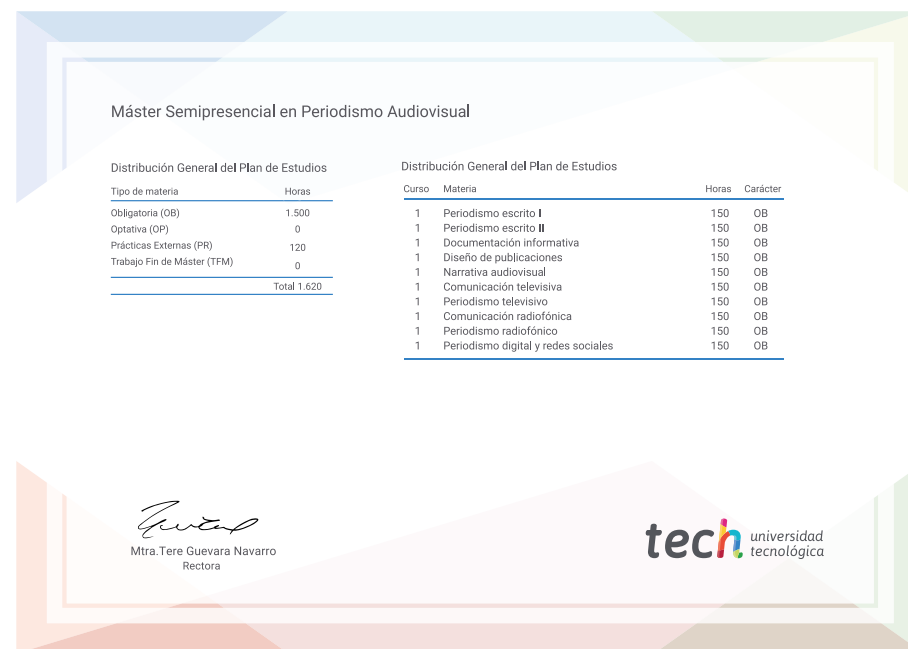 Máster Semipresencial en Periodismo Audiovisual
Distribución General del Plan de Estudios
Tipo de materia Horas
Obligatoria (OB) 1.500
Optativa (OP) 0
Prácticas Externas (PR) 120
Trabajo Fin de Máster (TFM) 0
Total 1.620
Distribución General del Plan de Estudios
Curso Materia Horas Carácter
1 Periodismo escrito I 150 OB
1 Periodismo escrito II 150 OB
1 Documentación informativa 150 OB
1 Diseño de publicaciones 150 OB
1 Narrativa audiovisual 150 OB
1 Comunicación televisiva 150 OB
1 Periodismo televisivo 150 OB
1 Comunicación radiofónica 150 OB
1 Periodismo radiofónico 150 OB
1 Periodismo digital y redes sociales 150 OB
Mtra.Tere Guevara Navarro
Rectora
tech universidad
tecnológica